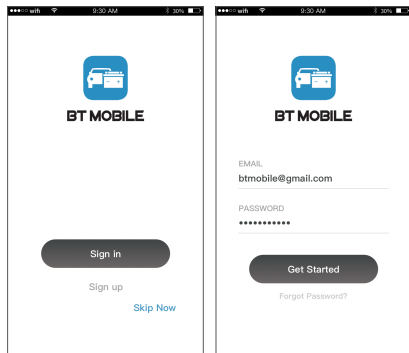 wifi 9:30 AM 30%
BT MOBILE
Sign in
Sign up
Skip Now
wifi 9:30 AM 30%
BT MOBILE
EMAIL
btmobile@gmail.com
PASSWORD
•••••••••••
Get Started
Forgot Password?